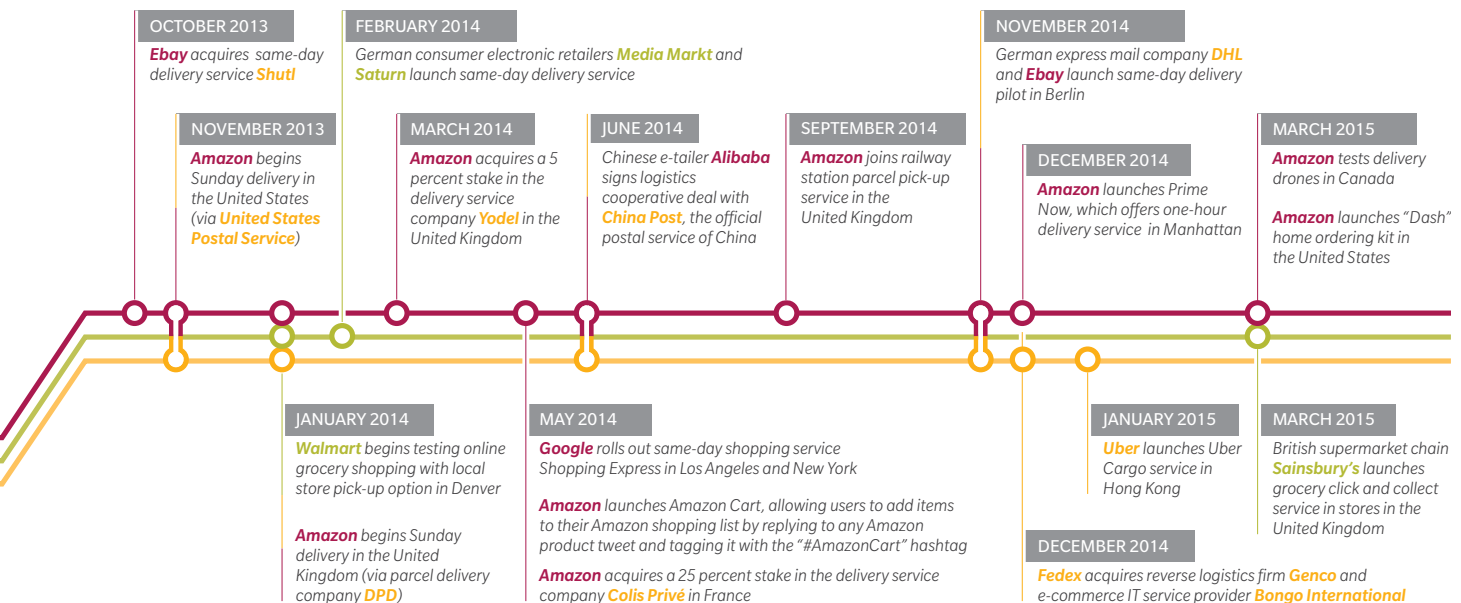 OCTOBER 2013
Ebay acquires same-day
delivery service Shutl
FEBRUARY 2014
German consumer electronic retailers Media Markt and
Saturn launch same-day delivery service
NOVEMBER 2014
German express mail company DHL
and Ebay launch same-day delivery
pilot in Berlin
NOVEMBER 2013
Amazon begins
Sunday delivery in
the United States
(via United States
Postal Service)
MARCH 2014
Amazon acquires a 5
percent stake in the
delivery service
company Yodel in the
United Kingdom
JUNE 2014
Chinese e-tailer Alibaba
signs logistics
cooperative deal with
China Post, the official
postal service of China
SEPTEMBER 2014
Amazon joins railway
station parcel pick-up
service in the
United Kingdom
DECEMBER 2014
Amazon launches Prime
Now, which offers one-hour
delivery service in Manhattan
MARCH 2015
Amazon tests delivery
drones in Canada
Amazon launches “Dash”
home ordering kit in
the United States
JANUARY 2014
Walmart begins testing online
grocery shopping with local
store pick-up option in Denver
Amazon begins Sunday
delivery in the United
Kingdom (via parcel delivery
company DPD)
MAY 2014
Google rolls out same-day shopping service
Shopping Express in Los Angeles and New York
Amazon launches Amazon Cart, allowing users to add items
to their Amazon shopping list by replying to any Amazon
product tweet and tagging it with the “#AmazonCart” hashtag
Amazon acquires a 25 percent stake in the delivery service
company Colis Privé in France
JANUARY 2015
Uber launches Uber
Cargo service in
Hong Kong
MARCH 2015
British supermarket chain
Sainsbury’s launches
grocery click and collect
service in stores in the
United Kingdom
DECEMBER 2014
Fedex acquires reverse logistics firm Genco and
e-commerce IT service provider Bongo International